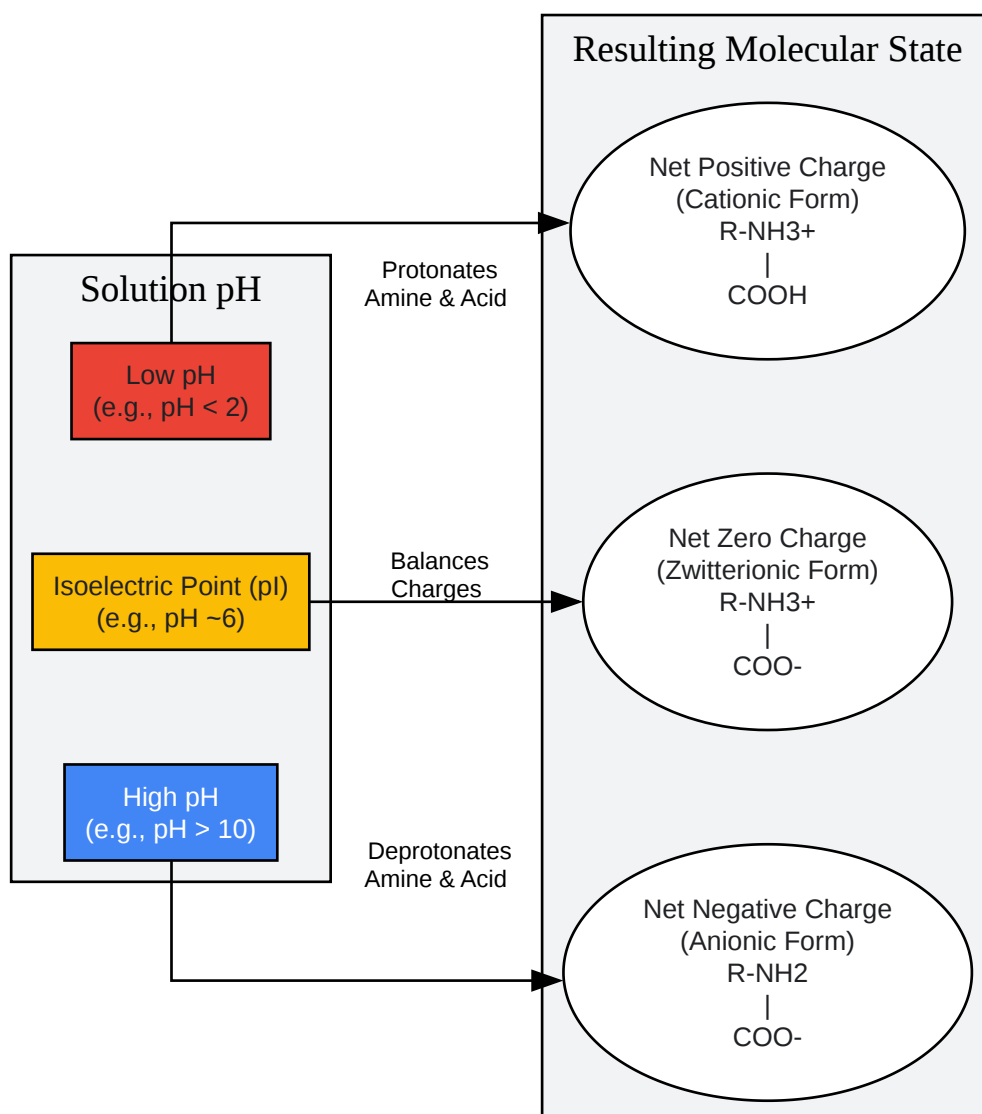 Resulting Molecular State
Net Positive Charge
(Cationic Form)
R-NH3+
|
COOH
Protonates
Amine & Acid
Solution pH
Low pH
(e.g., pH < 2)
Isoelectric Point (pI)
(e.g., pH ~6)
Balances
Charges
Net Zero Charge
(Zwitterionic Form)
R-NH3+
|
COO-
High pH
(e.g., pH > 10)
Deprotonates
Amine & Acid
Net Negative Charge
(Anionic Form)
R-NH2
|
COO-